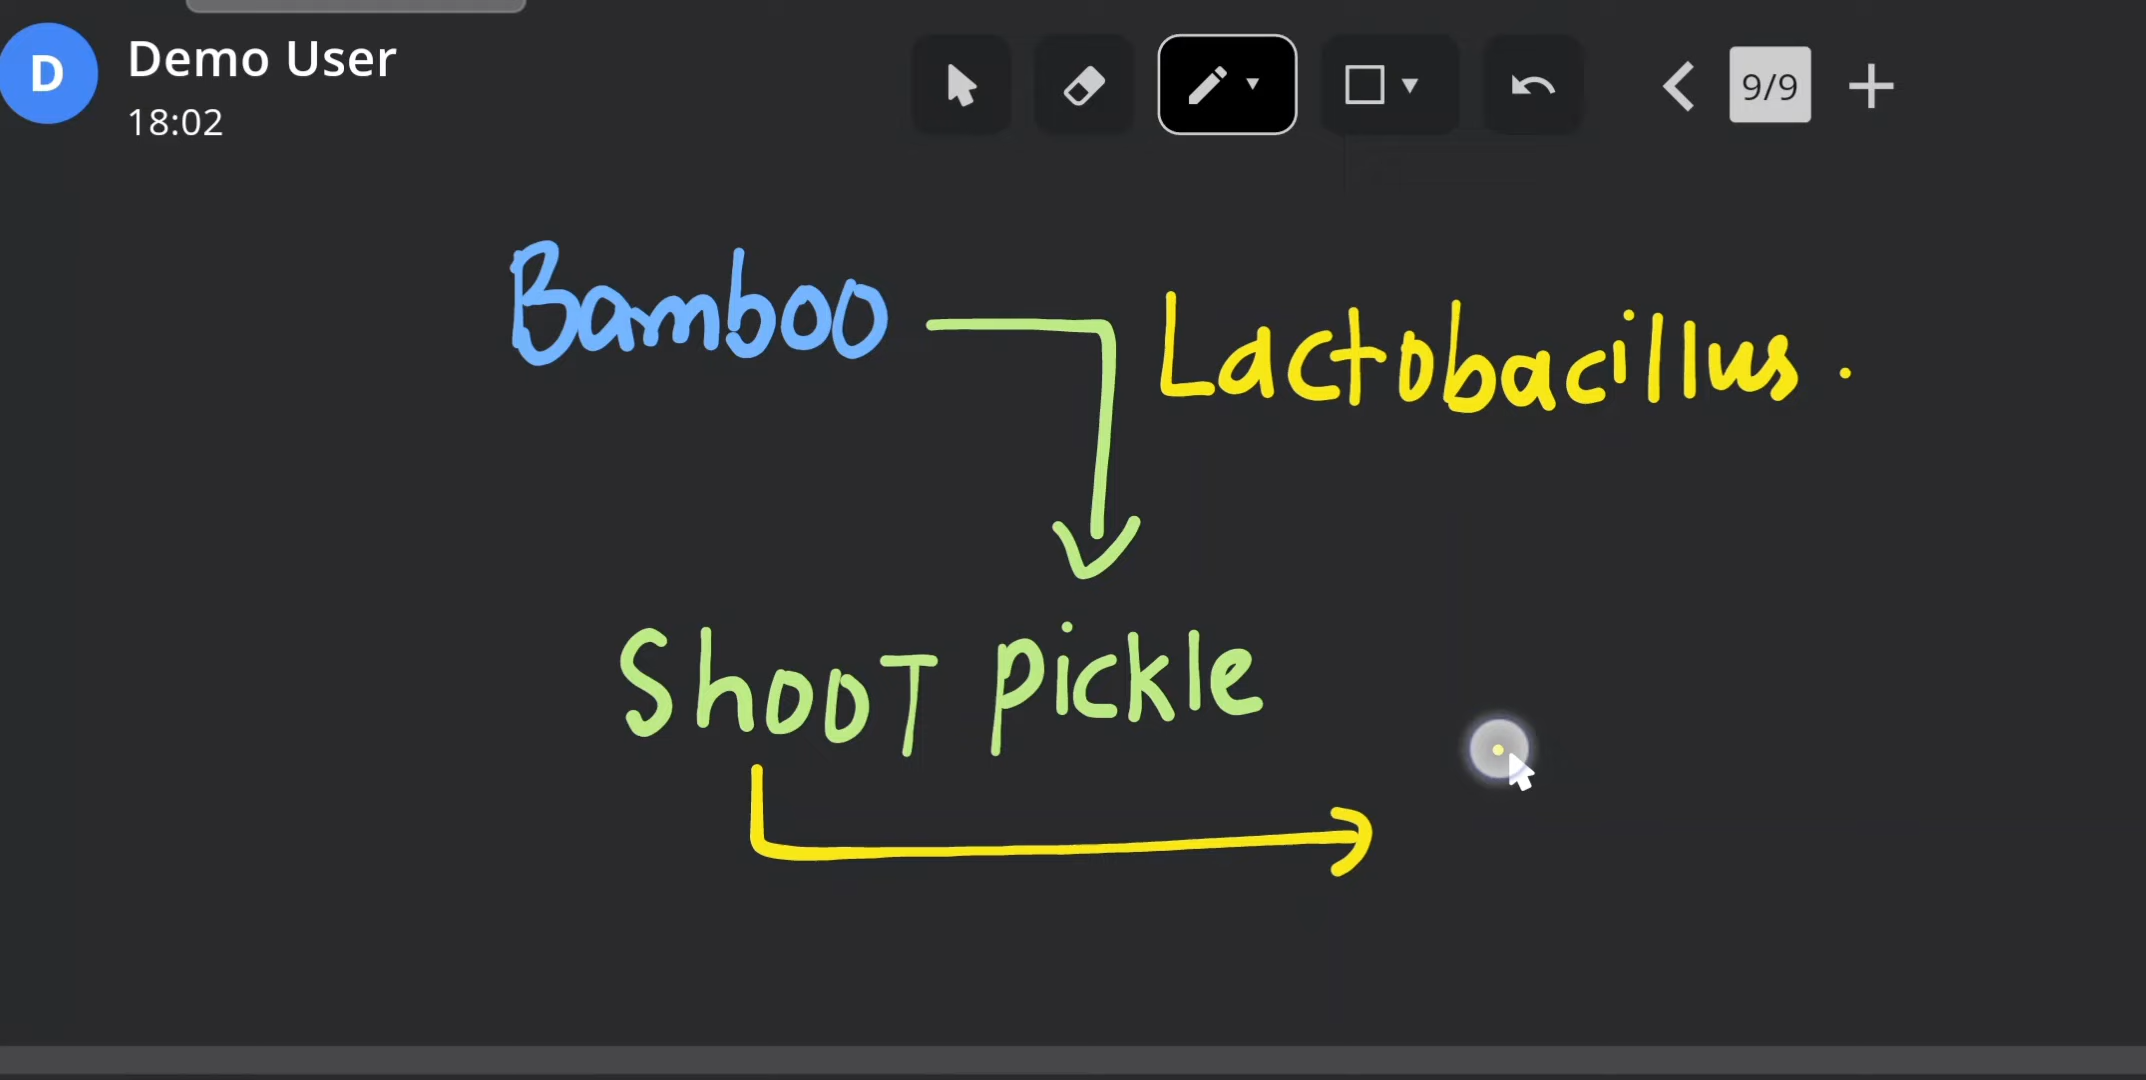 D
Demo User
18:02
9/9
Bamboo
Lactobacillus.
Shoot pickle